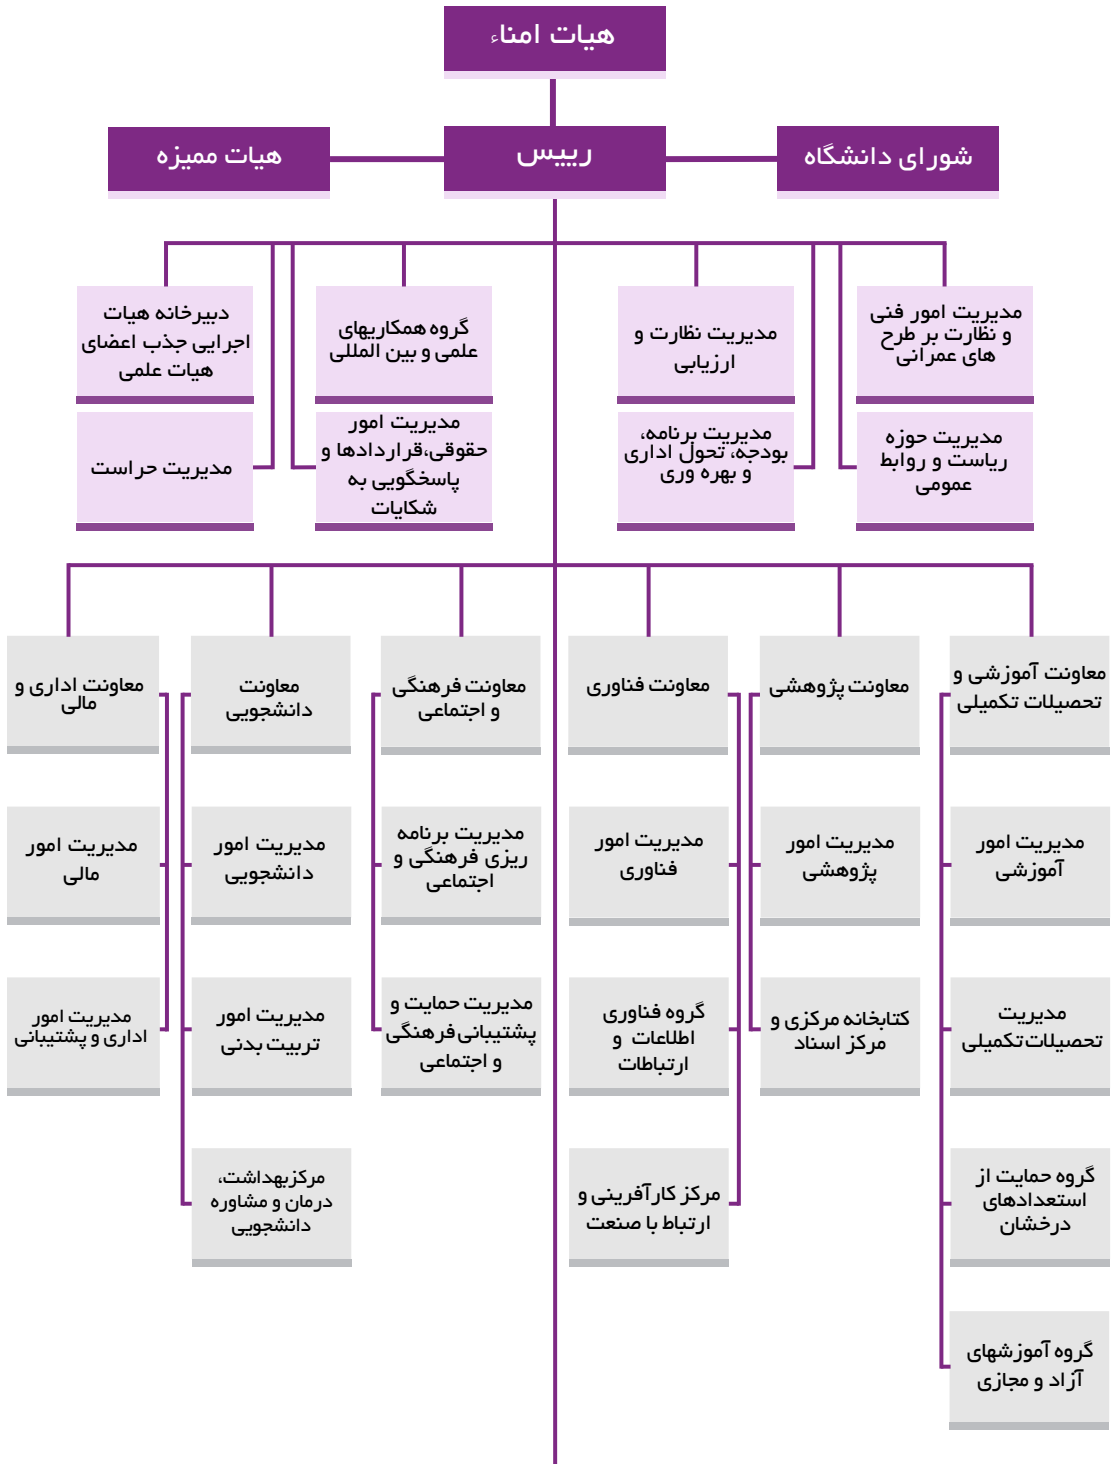 هیات امناء
شورای دانشگاه
رییس
هیات ممیزه
مدیریت امور فنی
و نظارت بر طرح
های عمرانی
مدیریت نظارت و
ارزیابی
گروه همکاریهای
علمی و بین المللی
دبیرخانه هیات
اجرایی جذب اعضای
هیات علمی
مدیریت حوزه
ریاست و روابط
عمومی
مدیریت برنامه،
بودجه، تحول اداری
و بهره وری
مدیریت امور
حقوقی،قراردادها و
پاسخگویی به
شکایات
مدیریت حراست
معاونت آموزشی و
تحصیلات تکمیلی
معاونت پژوهشی
معاونت فناوری
معاونت فرهنگی
و اجتماعی
معاونت
دانشجویی
معاونت اداری و
مالی
مدیریت امور
آموزشی
مدیریت امور
پژوهشی
مدیریت امور
فناوری
مدیریت برنامه
ریزی فرهنگی و
اجتماعی
مدیریت امور
دانشجویی
مدیریت امور
مالی
مدیریت
تحصیلات‌تکمیلی
کتابخانه مرکزی و
مرکز اسناد
گروه فناوری
اطلاعات و
ارتباطات
مدیریت حمایت و
پشتیبانی فرهنگی
و اجتماعی
مدیریت امور
تربیت بدنی
مدیریت امور
اداری و پشتیبانی
گروه حمایت از
استعدادهای
درخشان
مرکز کارآفرینی و
ارتباط با صنعت
مرکزبهداشت،
درمان و مشاوره
دانشجویی
گروه آموزشهای
آزاد و مجازی